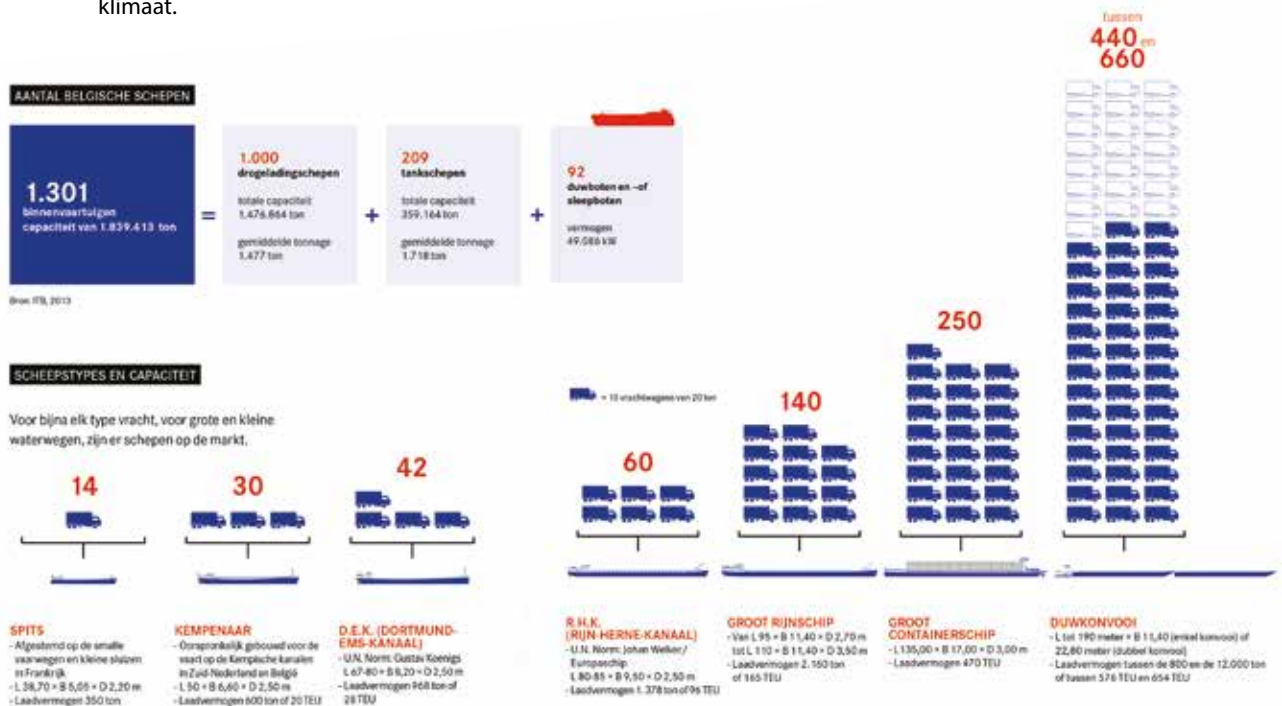 klimaat.
AANTAL BELGISCHE SCHEPEN
1.301
binnenvaartuigen
capaciteit van 1.839.413 ton
=
1.000
drogeladingschepen
totale capaciteit
1.476.864 ton
gemiddelde tonnage
1.477 ton
+
209
tankschepen
totale capaciteit
359.164 ton
gemiddelde tonnage
1.718 ton
+
92
duwboten en -of
sleepboten
vermogen
49.086 kW
Bron: ITB, 2013
SCHEEPSTYPES EN CAPACITEIT
Voor bijna elk type vracht, voor grote en kleine
waterwegen, zijn er schepen op de markt.
= 10 vrachtwagens van 20 ton
14
SPITS
- Afgestemd op de smalle
vaarwegen en kleine sluizen
in Frankrijk
- L 38,70 × B 5,05 × D 2,20 m
- Laadvermogen 350 ton
30
KEMPENAAR
- Oorspronkelijk gebouwd voor de
vaart op de Kempische kanalen
in Zuid-Nederland en België
- L 50 × B 6,60 × D 2,50 m
- Laadvermogen 600 ton of 20 TEU
42
D.E.K. (DORTMUND-
EMS-KANAAL)
- U.N. Norm: Gustav Koenigs
L 67-80 × B 8,20 × D 2,50 m
- Laadvermogen 968 ton of
28 TEU
60
R.H.K.
(RIJN-HERNE-KANAAL)
- U.N. Norm: Johan Welker /
Europaschip
L 80-85 × B 9,50 × D 2,50 m
- Laadvermogen 1.378 ton of 96 TEU
140
GROOT RIJNSCHIP
- Van L 95 × B 11,40 × D 2,70 m
tot L 110 × B 11,40 × D 3,50 m
- Laadvermogen 2.160 ton
of 165 TEU
250
GROOT
CONTAINERSCHIP
- L 135,00 × B 17,00 × D 3,00 m
- Laadvermogen 470 TEU
tussen
440 en
660
DUWKONVOOI
- L tot 190 meter × B 11,40 (enkel konvooi) of
22,80 meter (dubbel konvooi)
- Laadvermogen tussen de 800 en de 12.000 ton
of tussen 576 TEU en 654 TEU